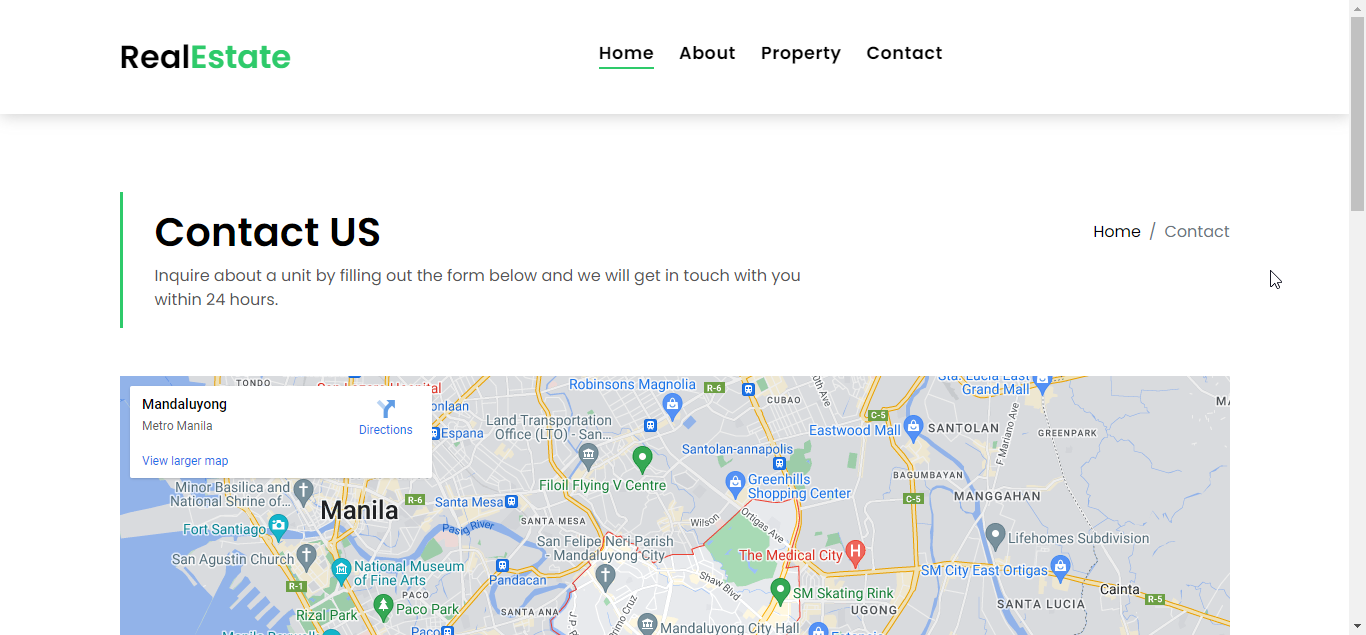 RealEstate
Home About Property Contact
Contact US
Home / Contact
Inquire about a unit by filling out the form below and we will get in touch with you
within 24 hours.
Mandaluyong
Metro Manila
Directions
View larger map
TONDO
Robinsons Magnolia
R-6
CUBAO
Grand Mall
C-5
Land Transportation
Office (LTO) - San...
Espana
Eastwood Mall
SANTOLAN
F Mariano Ave
GREENPARK
Santolan-annapolis
Filoil Flying V Centre
Greenhills
Shopping Center
BAGUMBAYAN
C-5
MANGGAHAN
Minor Basilica and
National Shrine of...
Manila
R-6
Santa Mesa
Fort Santiago
Pasig River
SANTA MESA
Wilson
Ortigas Ave
San Felipe Neri-Parish
- Mandaluyong City
The Medical City
Lifehomes Subdivision
San Agustin Church
National Museum
of Fine Arts
Pandacan
Shaw Blvd
SM City East Ortigas
R-1
PACO
SM Skating Rink
Cainta
R-5
Rizal Park
Paco Park
SANTA ANA
UGONG
SANTA LUCIA
Paco
Mandaluyong City Hall